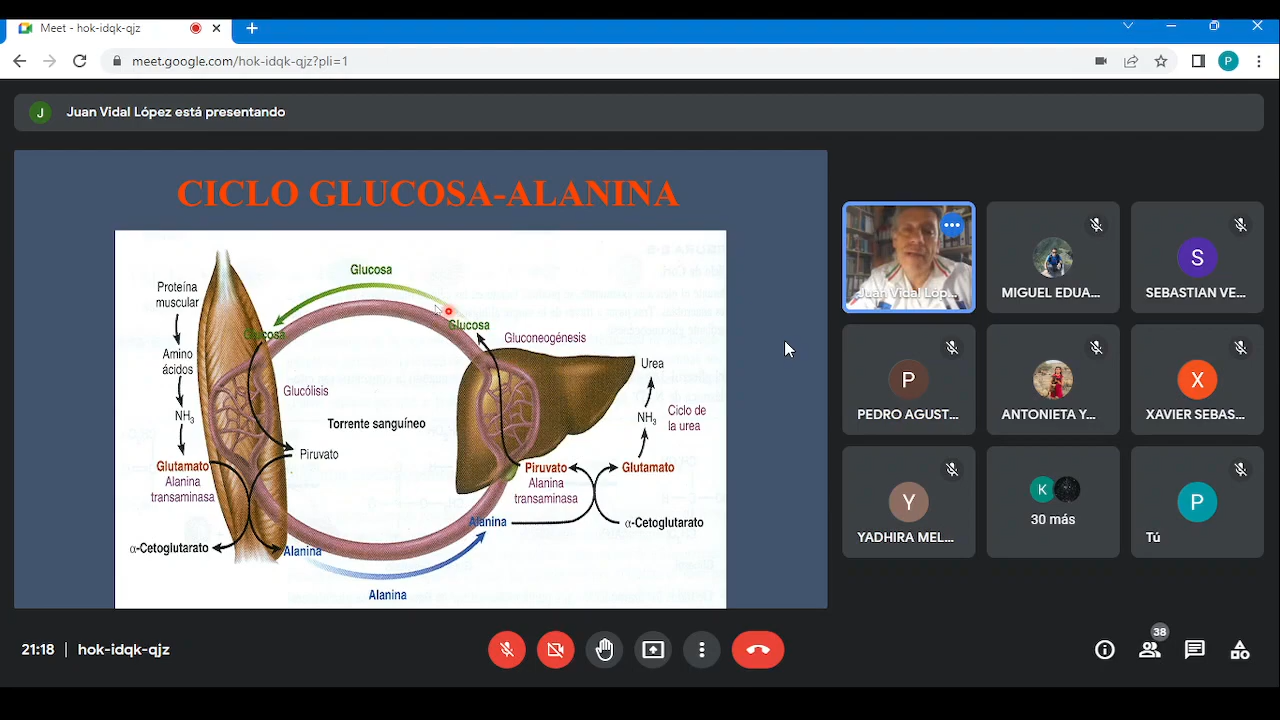 Meet - hok-idqk-qjz
meet.google.com/hok-idqk-qjz?pli=1
P
J
Juan Vidal López está presentando
CICLO GLUCOSA-ALANINA
Glucosa
Proteína
muscular
Glucosa
Glucosa
Gluconeogénesis
Amino
ácidos
Urea
Glucólisis
NH3
Torrente sanguíneo
NH3
Ciclo de
la urea
Piruvato
Glutamato
Alanina
transaminasa
Piruvato
Alanina
transaminasa
Glutamato
Alanina
α-Cetoglutarato
α-Cetoglutarato
Alanina
Alanina
Juan Vidal Lóp...
MIGUEL EDUA...
S
SEBASTIAN VE...
P
PEDRO AGUST...
ANTONIETA Y...
X
XAVIER SEBAS...
Y
YADHIRA MEL...
K
30 más
P
Tú
21:18 | hok-idqk-qjz
38